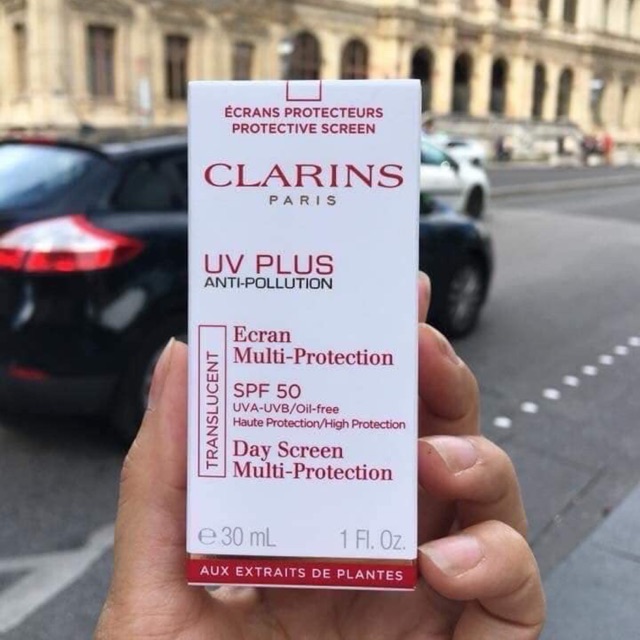 ÉCRANS PROTECTEURS
PROTECTIVE SCREEN
CLARINS
PARIS
UV PLUS
ANTI-POLLUTION
TRANSLUCENT
Ecran
Multi-Protection
SPF 50
UVA-UVB/Oil-free
Haute Protection/High Protection
Day Screen
Multi-Protection
℮ 30 mL 1 Fl. Oz.
AUX EXTRAITS DE PLANTES